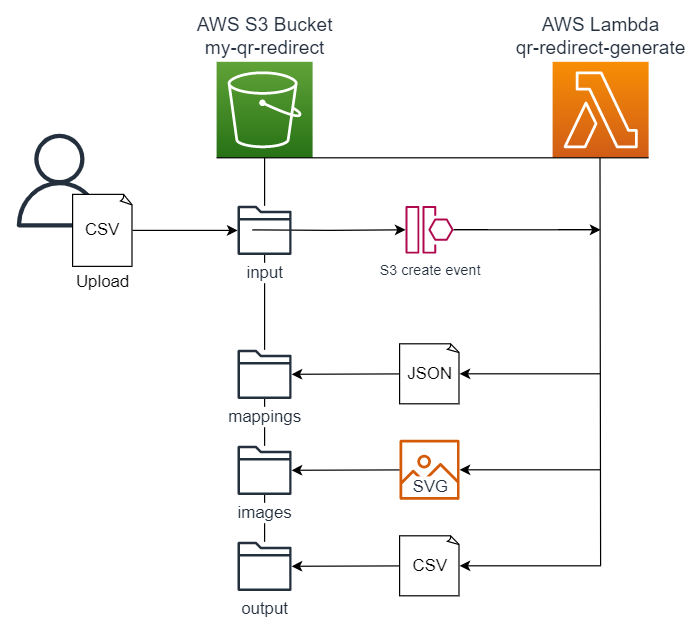 AWS S3 Bucket
my-qr-redirect
AWS Lambda
qr-redirect-generate
CSV
Upload
input
S3 create event
JSON
mappings
SVG
images
CSV
output